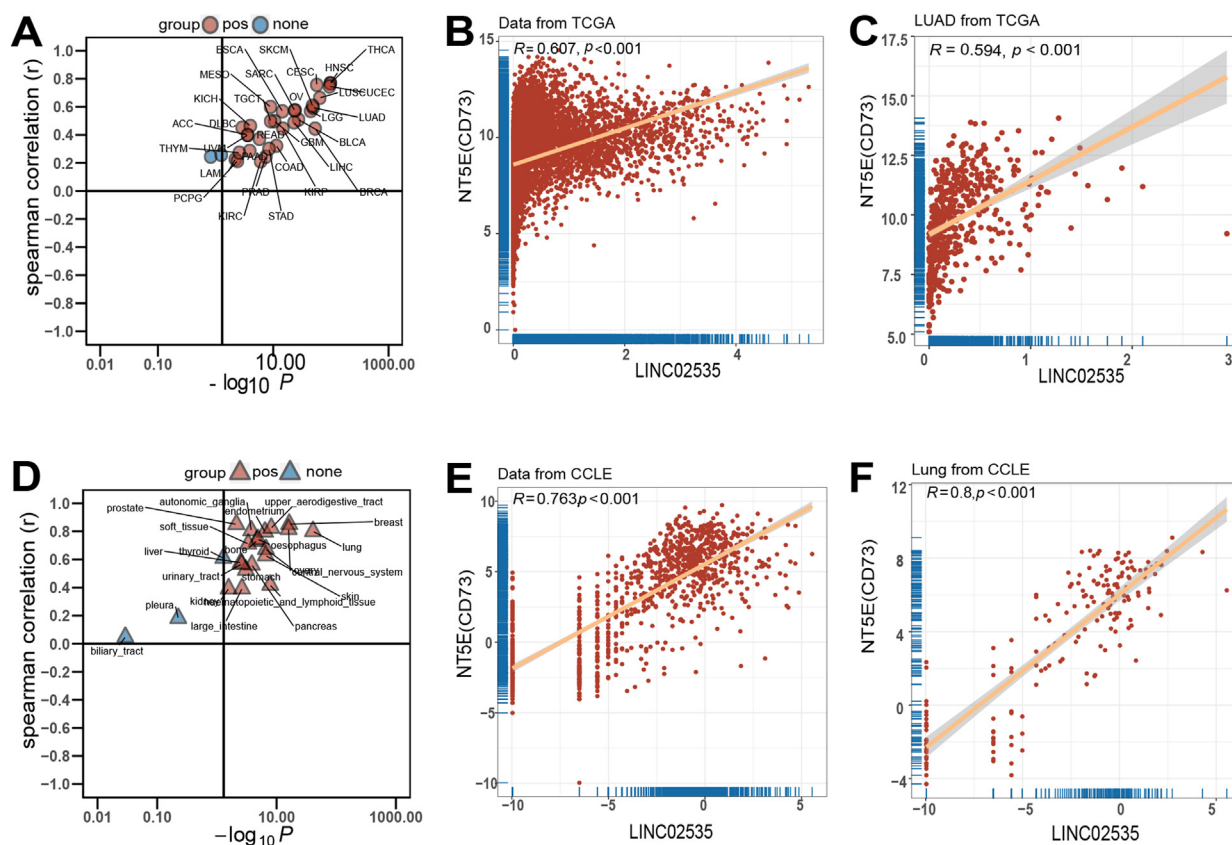 A
group pos none
spearman correlation (r)
1.0
0.8
0.6
0.4
0.2
0.0
−0.2
−0.4
−0.6
−0.8
−1.0
BSCA
SKCM
THCA
MESO
SARC
CESC
HNSC
KICH
TGCT
OV
LUSCUCEC
ACC
DLBC
LGG
LUAD
THYM
UVM
READ
GBM
BLCA
LAML
PAAD
COAD
LIHC
PCPG
PRAD
KIRP
BRCA
KIRC
STAD
0.01
0.10
10.00
1000.00
- log10 P
B
Data from TCGA
R = 0.607, p <0.001
NT5E(CD73)
15
10
5
0
0
2
4
LINC02535
C
LUAD from TCGA
R = 0.594, p < 0.001
NT5E(CD73)
17.5
15.0
12.5
10.0
7.5
5.0
0
1
2
3
LINC02535
D
group pos none
spearman correlation (r)
1.0
0.8
0.6
0.4
0.2
0.0
−0.2
−0.4
−0.6
−0.8
−1.0
autonomic_ganglia
upper_aerodigestive_tract
prostate
endometrium
breast
soft_tissue
liver
thyroid
bone
oesophagus
lung
urinary_tract
stomach
ovary
central_nervous_system
pleura
kidney
haematopoietic_and_lymphoid_tissue
skin
biliary_tract
large_intestine
pancreas
0.01
0.10
10.00
1000.00
−log10 P
E
Data from CCLE
R=0.763p<0.001
NT5E(CD73)
10
5
0
−5
−10
−10
−5
0
5
LINC02535
F
Lung from CCLE
R=0.8,p<0.001
NT5E(CD73)
12
8
4
0
−4
−10
−5
0
5
LINC02535